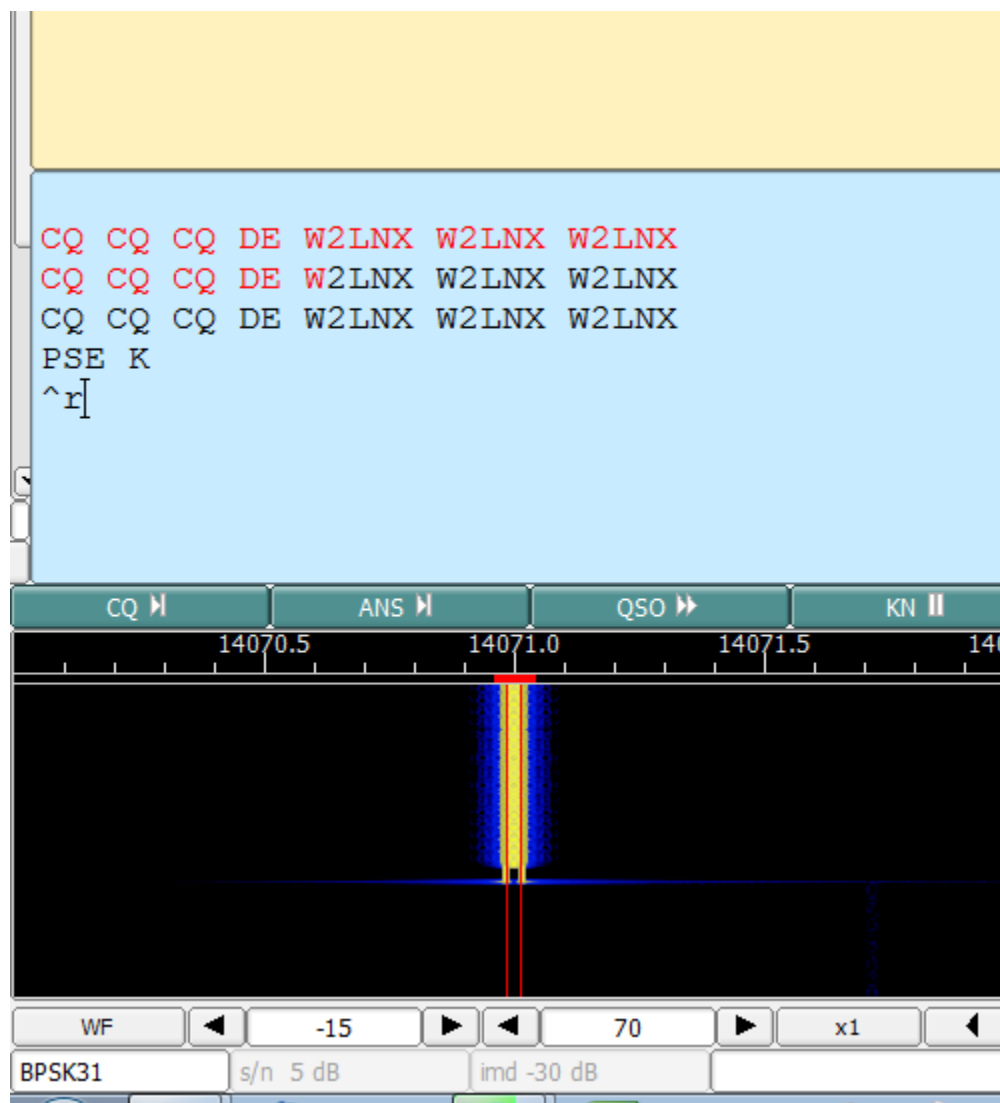 CQ CQ CQ DE W2LNX W2LNX W2LNX
CQ CQ CQ DE W2LNX W2LNX W2LNX
CQ CQ CQ DE W2LNX W2LNX W2LNX
PSE K
^r
CQ ANS QSO KN
14070.5 14071.0 14071.5
WF -15 70 x1
BPSK31 s/n 5 dB imd -30 dB